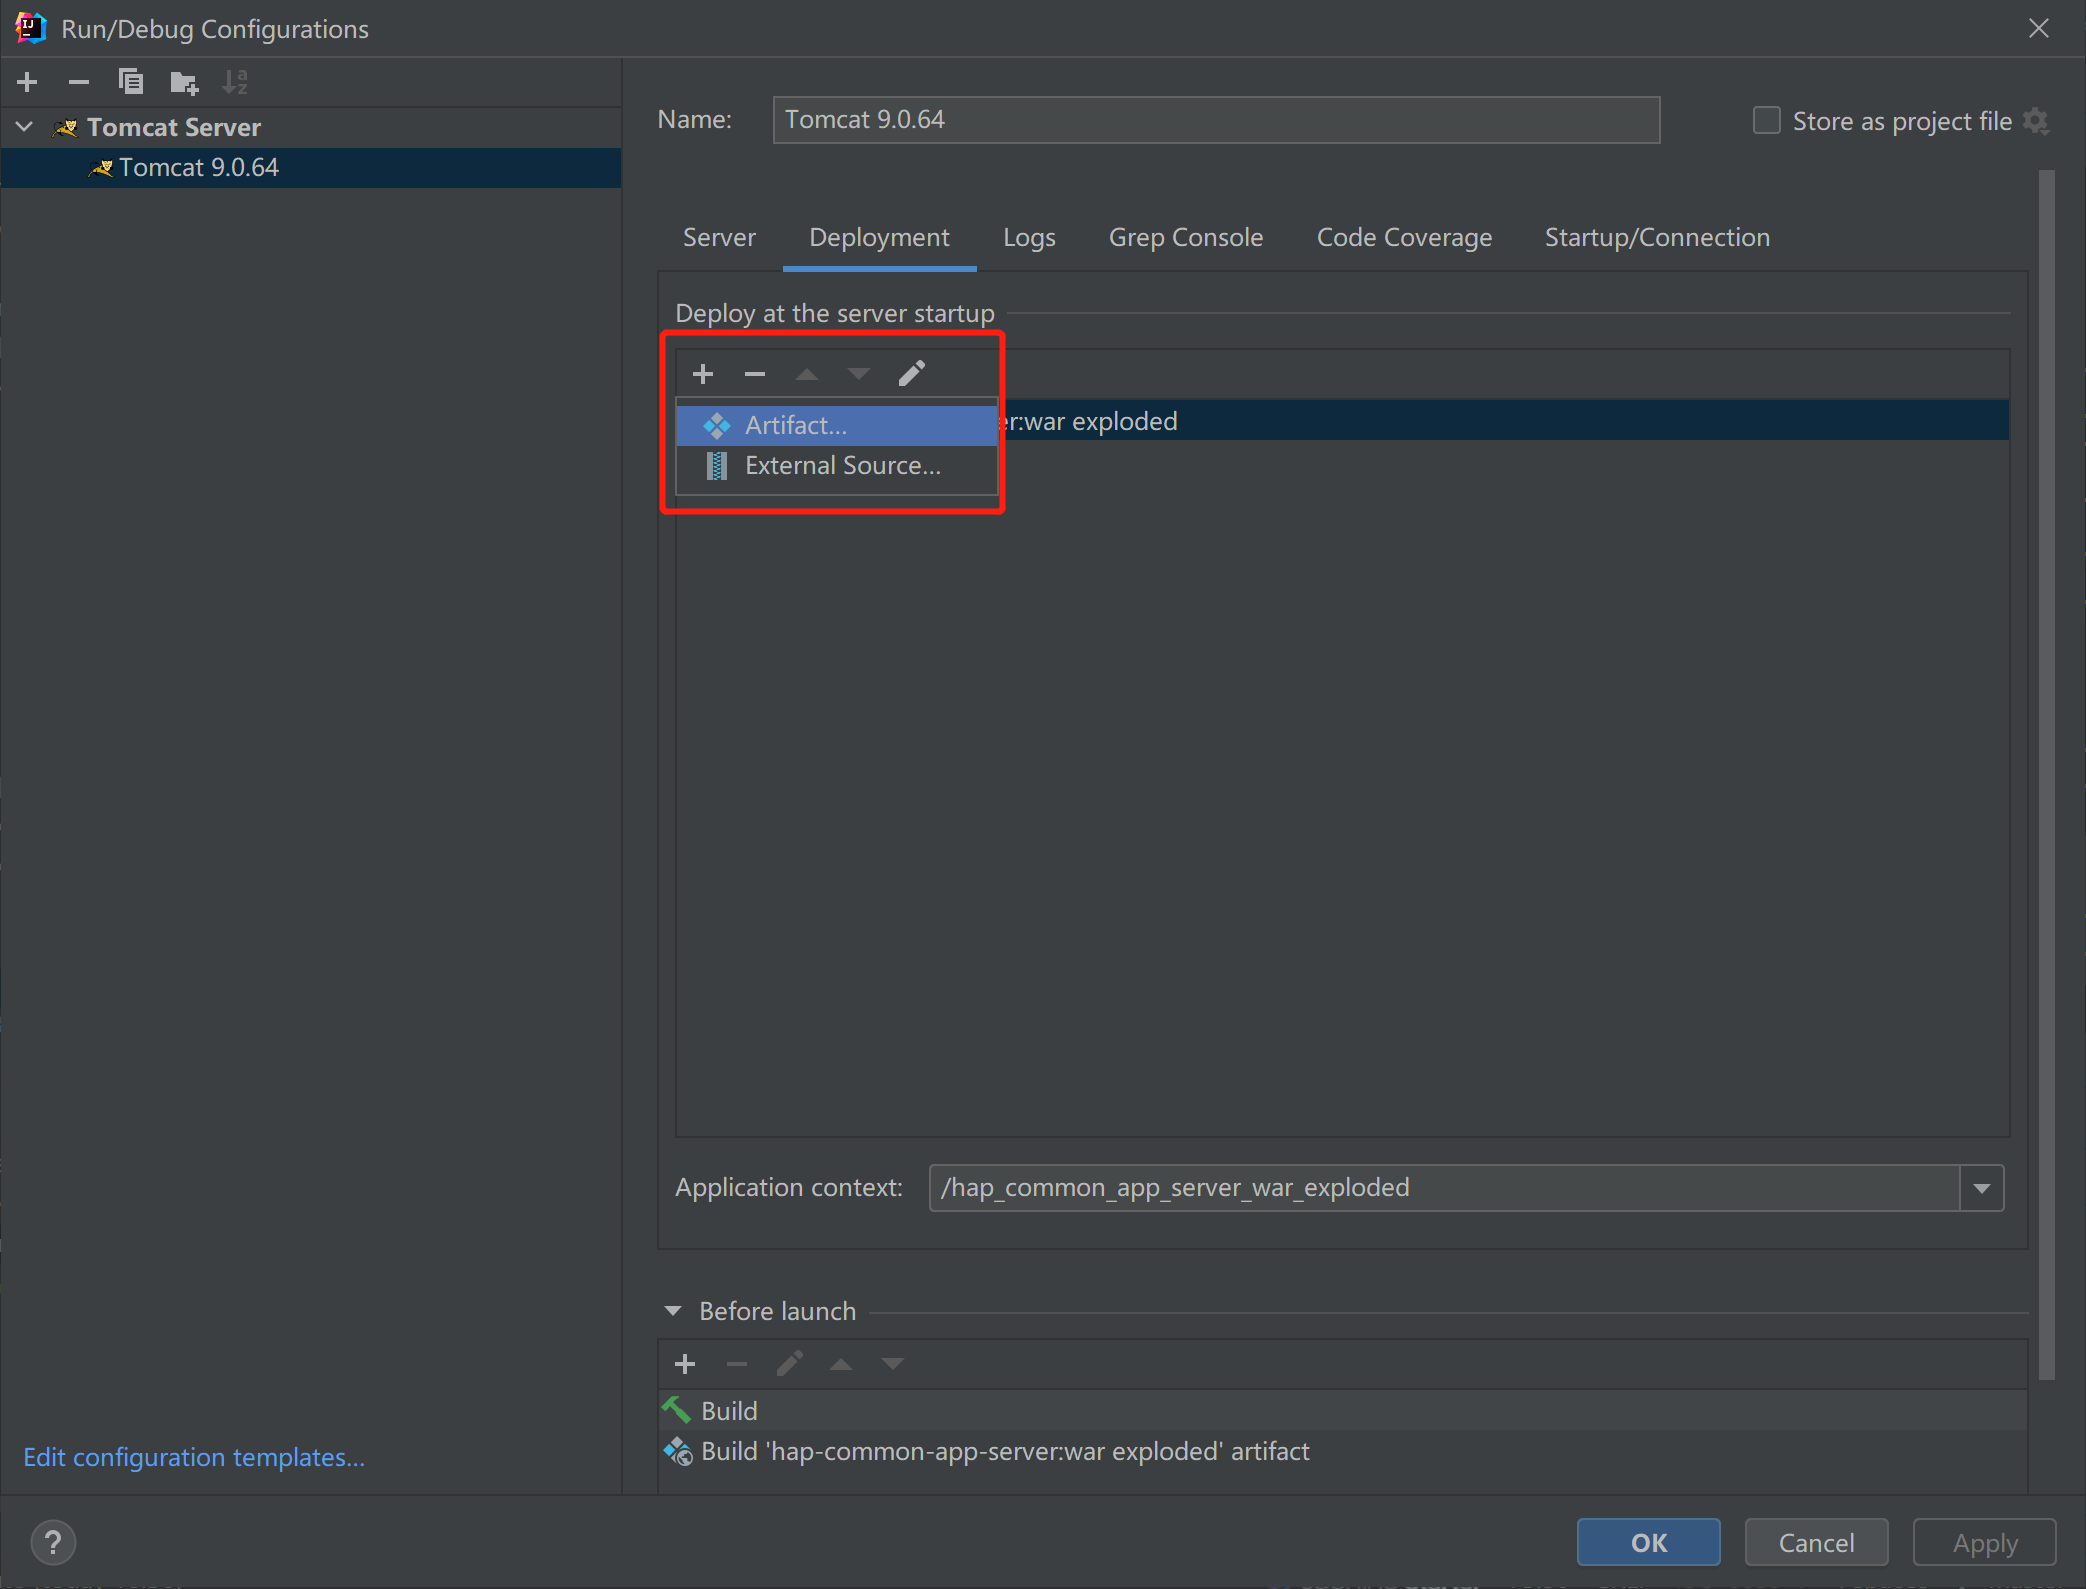 Run/Debug Configurations
Tomcat Server
Tomcat 9.0.64
Name:
Tomcat 9.0.64
Store as project file
Server
Deployment
Logs
Grep Console
Code Coverage
Startup/Connection
Deploy at the server startup
Artifact...
er:war exploded
External Source...
Application context:
/hap_common_app_server_war_exploded
Before launch
Build
Build 'hap-common-app-server:war exploded' artifact
Edit configuration templates...
?
OK
Cancel
Apply